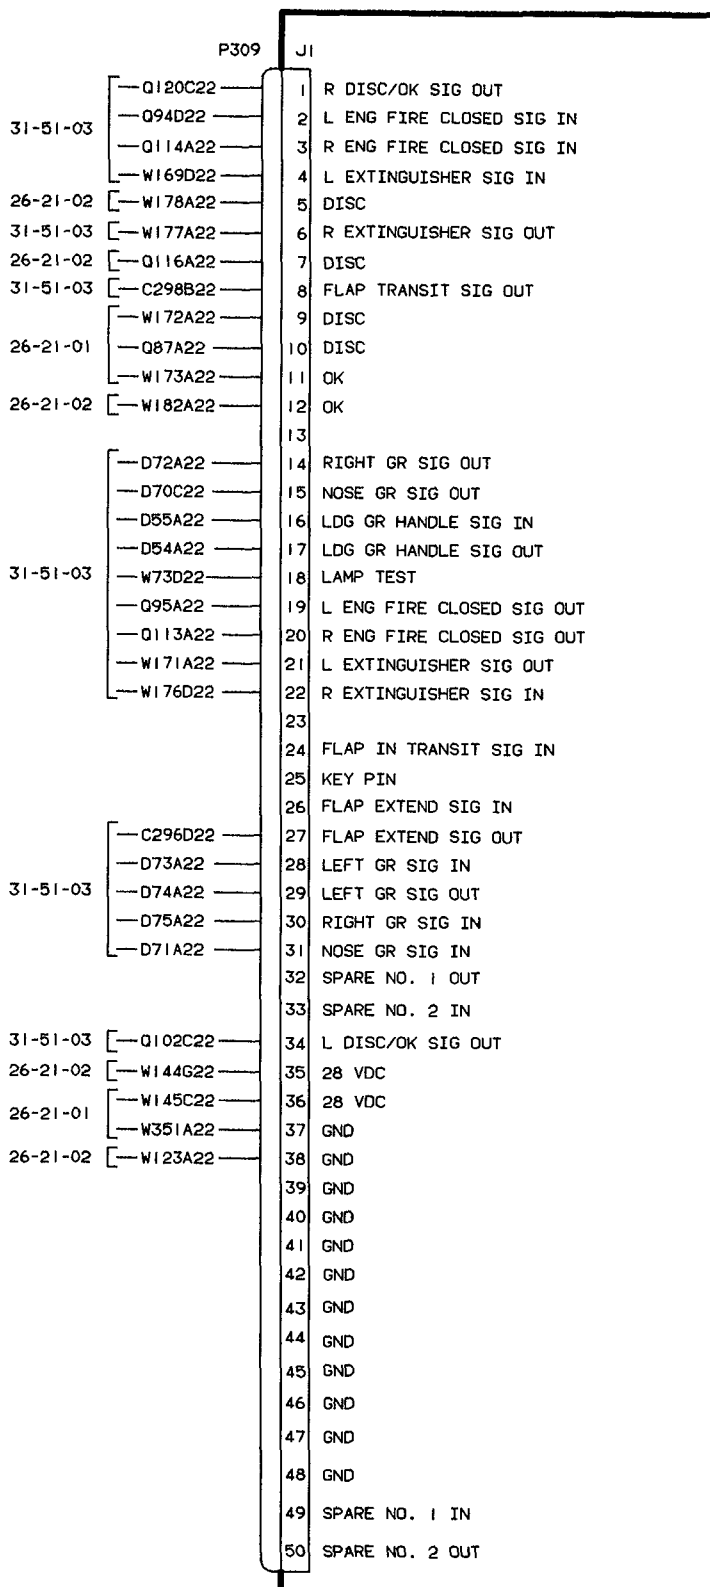 P309 J1
Q120C22 1 R DISC/OK SIG OUT
Q94D22 2 L ENG FIRE CLOSED SIG IN
31-51-03
Q114A22 3 R ENG FIRE CLOSED SIG IN
W169D22 4 L EXTINGUISHER SIG IN
26-21-02 W178A22 5 DISC
31-51-03 W177A22 6 R EXTINGUISHER SIG OUT
26-21-02 Q116A22 7 DISC
31-51-03 C298B22 8 FLAP TRANSIT SIG OUT
W172A22 9 DISC
26-21-01 Q87A22 10 DISC
W173A22 11 OK
26-21-02 W182A22 12 OK
13
D72A22 14 RIGHT GR SIG OUT
D70C22 15 NOSE GR SIG OUT
D55A22 16 LDG GR HANDLE SIG IN
D54A22 17 LDG GR HANDLE SIG OUT
31-51-03 W73D22 18 LAMP TEST
Q95A22 19 L ENG FIRE CLOSED SIG OUT
Q113A22 20 R ENG FIRE CLOSED SIG OUT
W171A22 21 L EXTINGUISHER SIG OUT
W176D22 22 R EXTINGUISHER SIG IN
23
24 FLAP IN TRANSIT SIG IN
25 KEY PIN
26 FLAP EXTEND SIG IN
C296D22 27 FLAP EXTEND SIG OUT
D73A22 28 LEFT GR SIG IN
31-51-03 D74A22 29 LEFT GR SIG OUT
D75A22 30 RIGHT GR SIG IN
D71A22 31 NOSE GR SIG IN
32 SPARE NO. 1 OUT
33 SPARE NO. 2 IN
31-51-03 Q102C22 34 L DISC/OK SIG OUT
26-21-02 W144G22 35 28 VDC
W145C22 36 28 VDC
26-21-01
W351A22 37 GND
26-21-02 W123A22 38 GND
39 GND
40 GND
41 GND
42 GND
43 GND
44 GND
45 GND
46 GND
47 GND
48 GND
49 SPARE NO. 1 IN
50 SPARE NO. 2 OUT